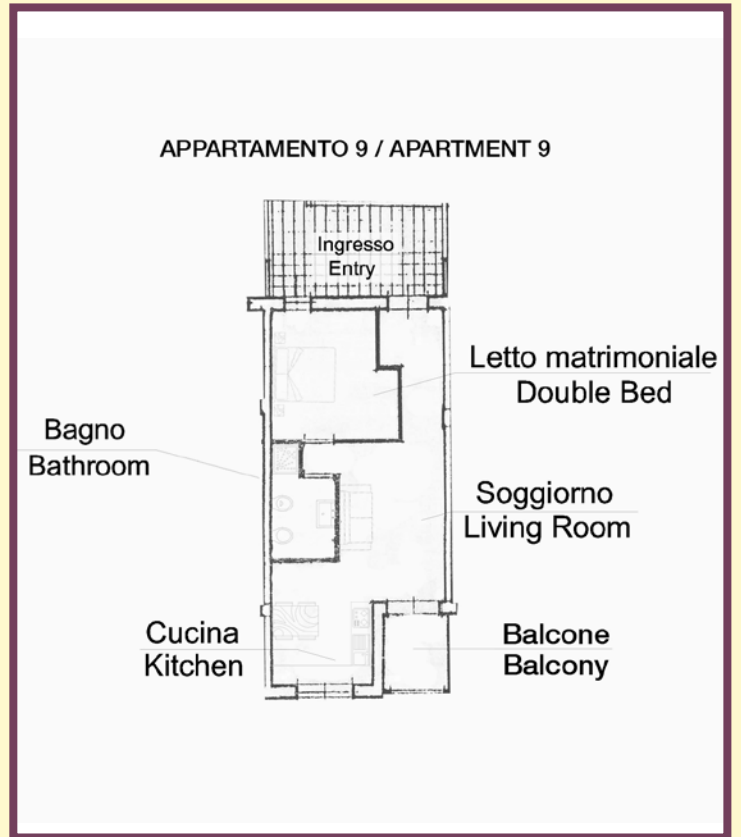 APPARTAMENTO 9 / APARTMENT 9
Ingresso
Entry
Letto matrimoniale
Double Bed
Bagno
Bathroom
Soggiorno
Living Room
Cucina
Kitchen
Balcone
Balcony